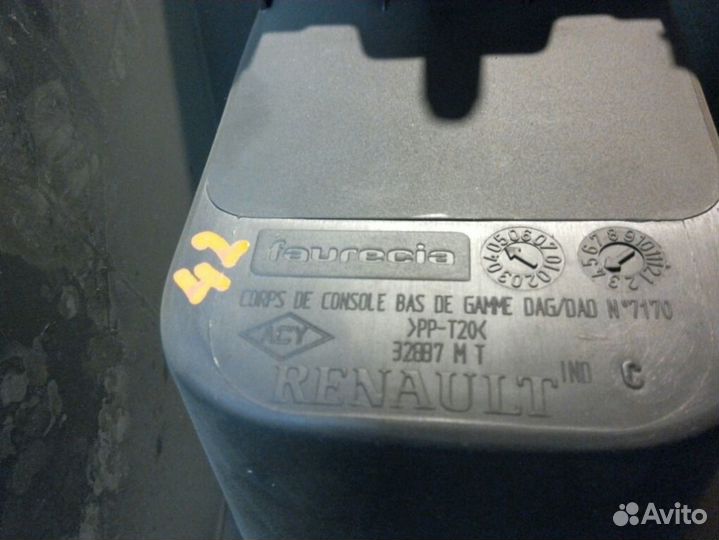 42
faurecia
CORPS DE CONSOLE BAS DE GAMME DAG/DAD N°7170
>PP-T20<
ACY
32887 M T
RENAULT
IND C
Avito